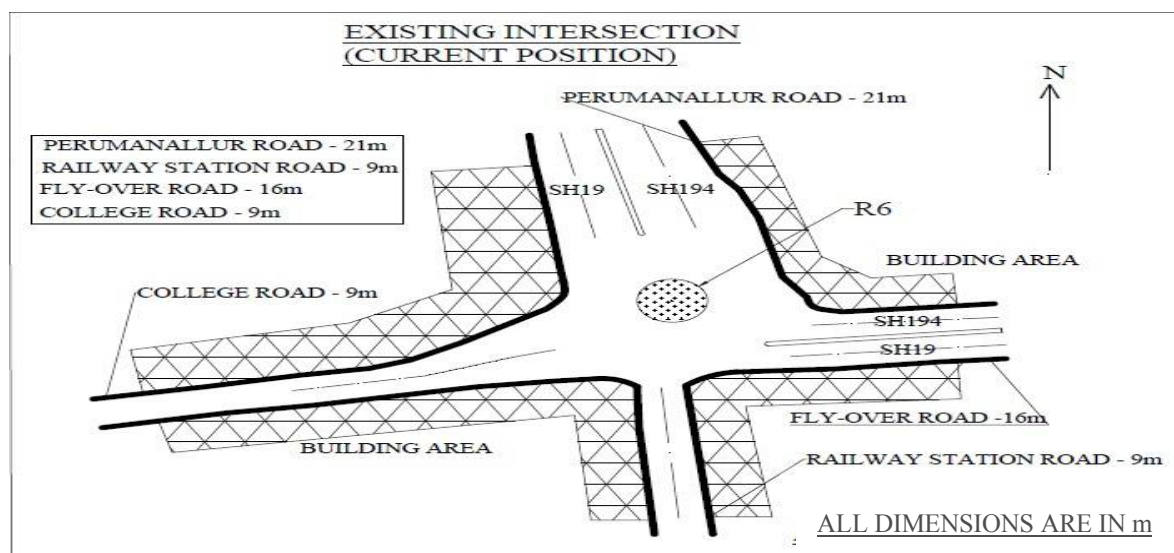 EXISTING INTERSECTION
(CURRENT POSITION)
N
PERUMANALLUR ROAD - 21m
PERUMANALLUR ROAD - 21m
RAILWAY STATION ROAD - 9m
FLY-OVER ROAD - 16m
COLLEGE ROAD - 9m
SH19
SH194
R6
BUILDING AREA
COLLEGE ROAD - 9m
SH194
SH19
FLY-OVER ROAD -16m
BUILDING AREA
RAILWAY STATION ROAD - 9m
ALL DIMENSIONS ARE IN m